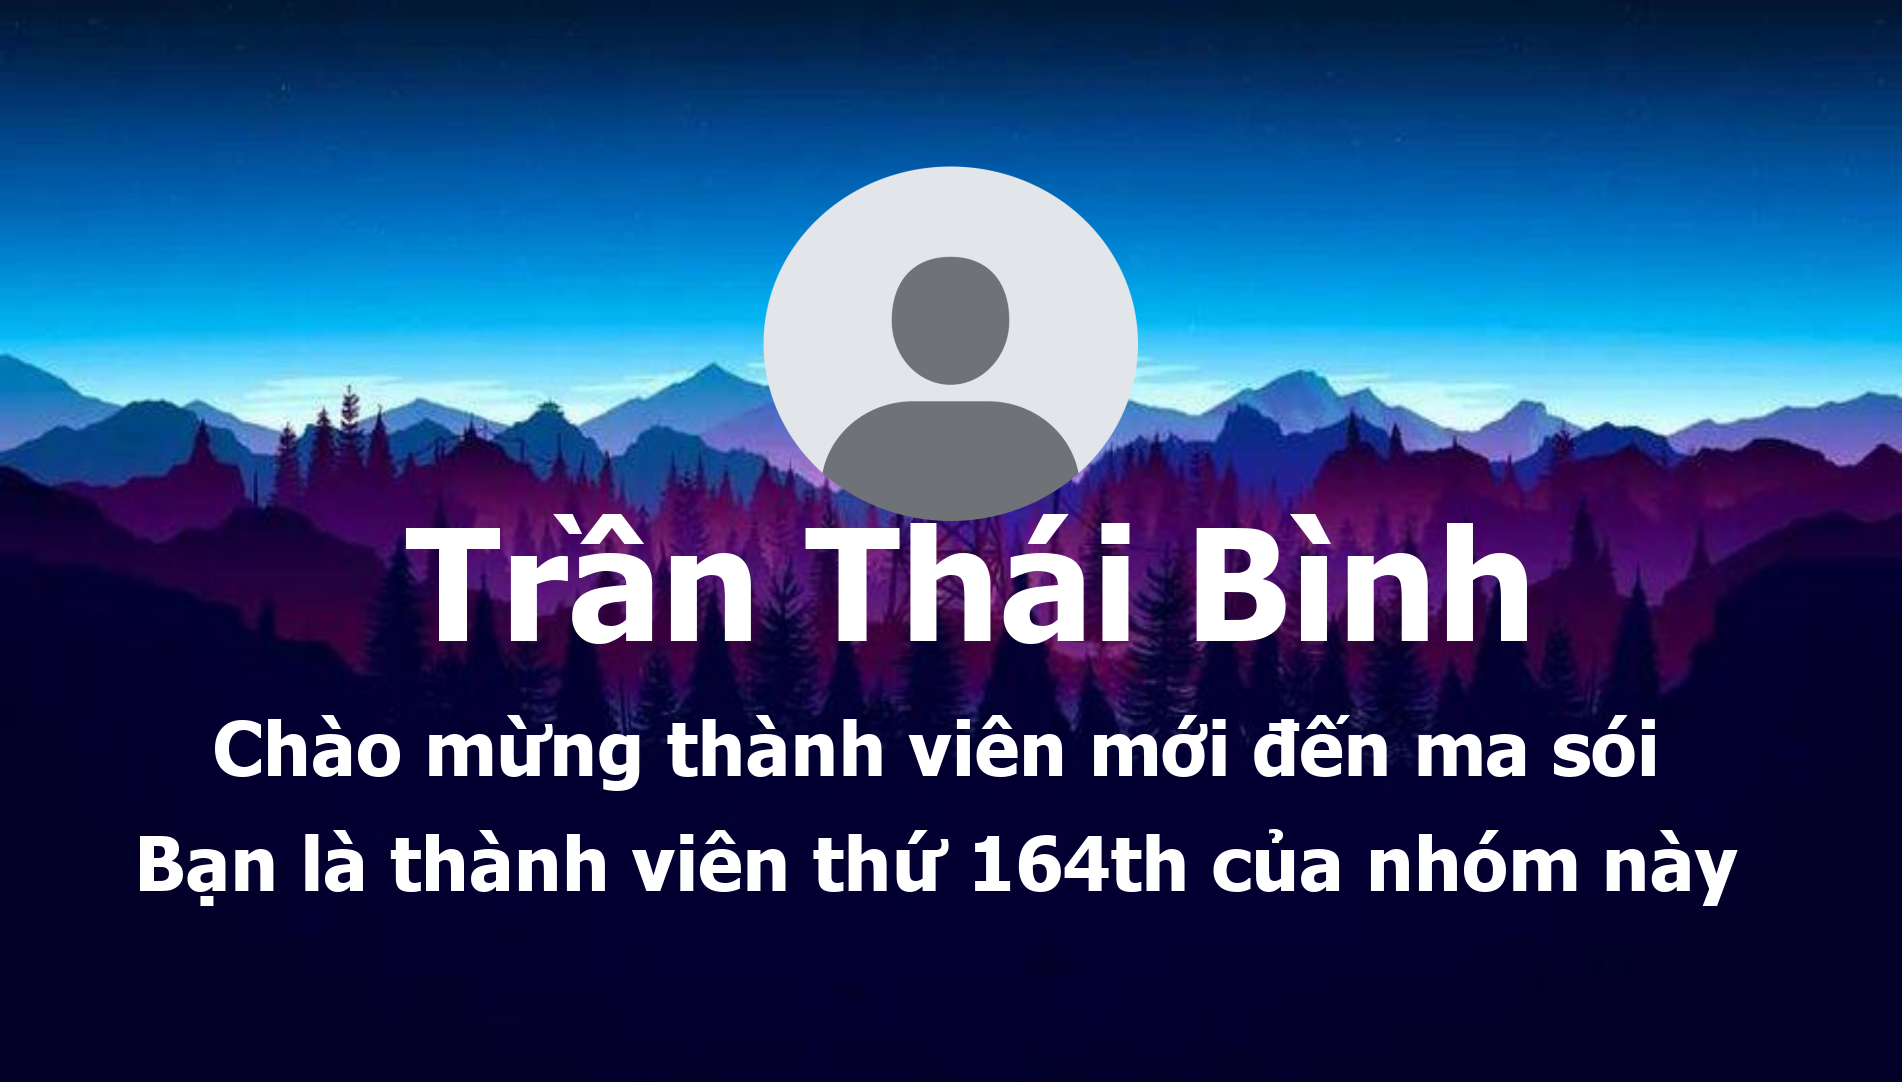 Trần Thái Bình
Chào mừng thành viên mới đến ma sói
Bạn là thành viên thứ 164th của nhóm này